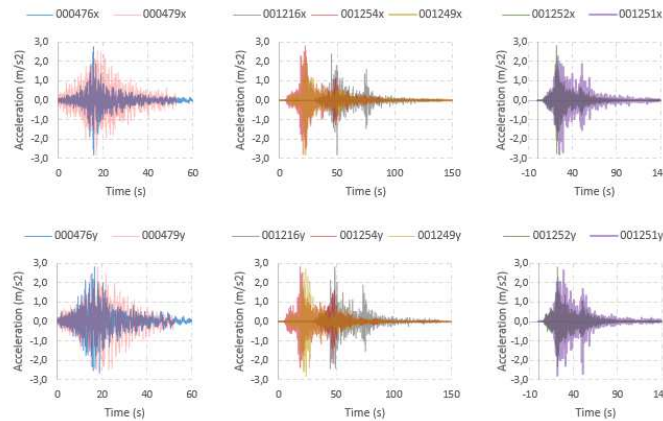 000476x 000479x
3,0
2,0
1,0
0,0
-1,0
-2,0
-3,0
Acceleration (m/s2)
0 20 40 60
Time (s)
001216x 001254x 001249x
3,0
2,0
1,0
0,0
-1,0
-2,0
-3,0
Acceleration (m/s2)
0 50 100 150
Time (s)
001252x 001251x
3,0
2,0
1,0
0,0
-1,0
-2,0
-3,0
Acceleration (m/s2)
-10 40 90 14
Time (s)
000476y 000479y
3,0
2,0
1,0
0,0
-1,0
-2,0
-3,0
Acceleration (m/s2)
0 20 40 60
Time (s)
001216y 001254y 001249y
3,0
2,0
1,0
0,0
-1,0
-2,0
-3,0
Acceleration (m/s2)
0 50 100 150
Time (s)
001252y 001251y
3,0
2,0
1,0
0,0
-1,0
-2,0
-3,0
Acceleration (m/s2)
-10 40 90 14
Time (s)